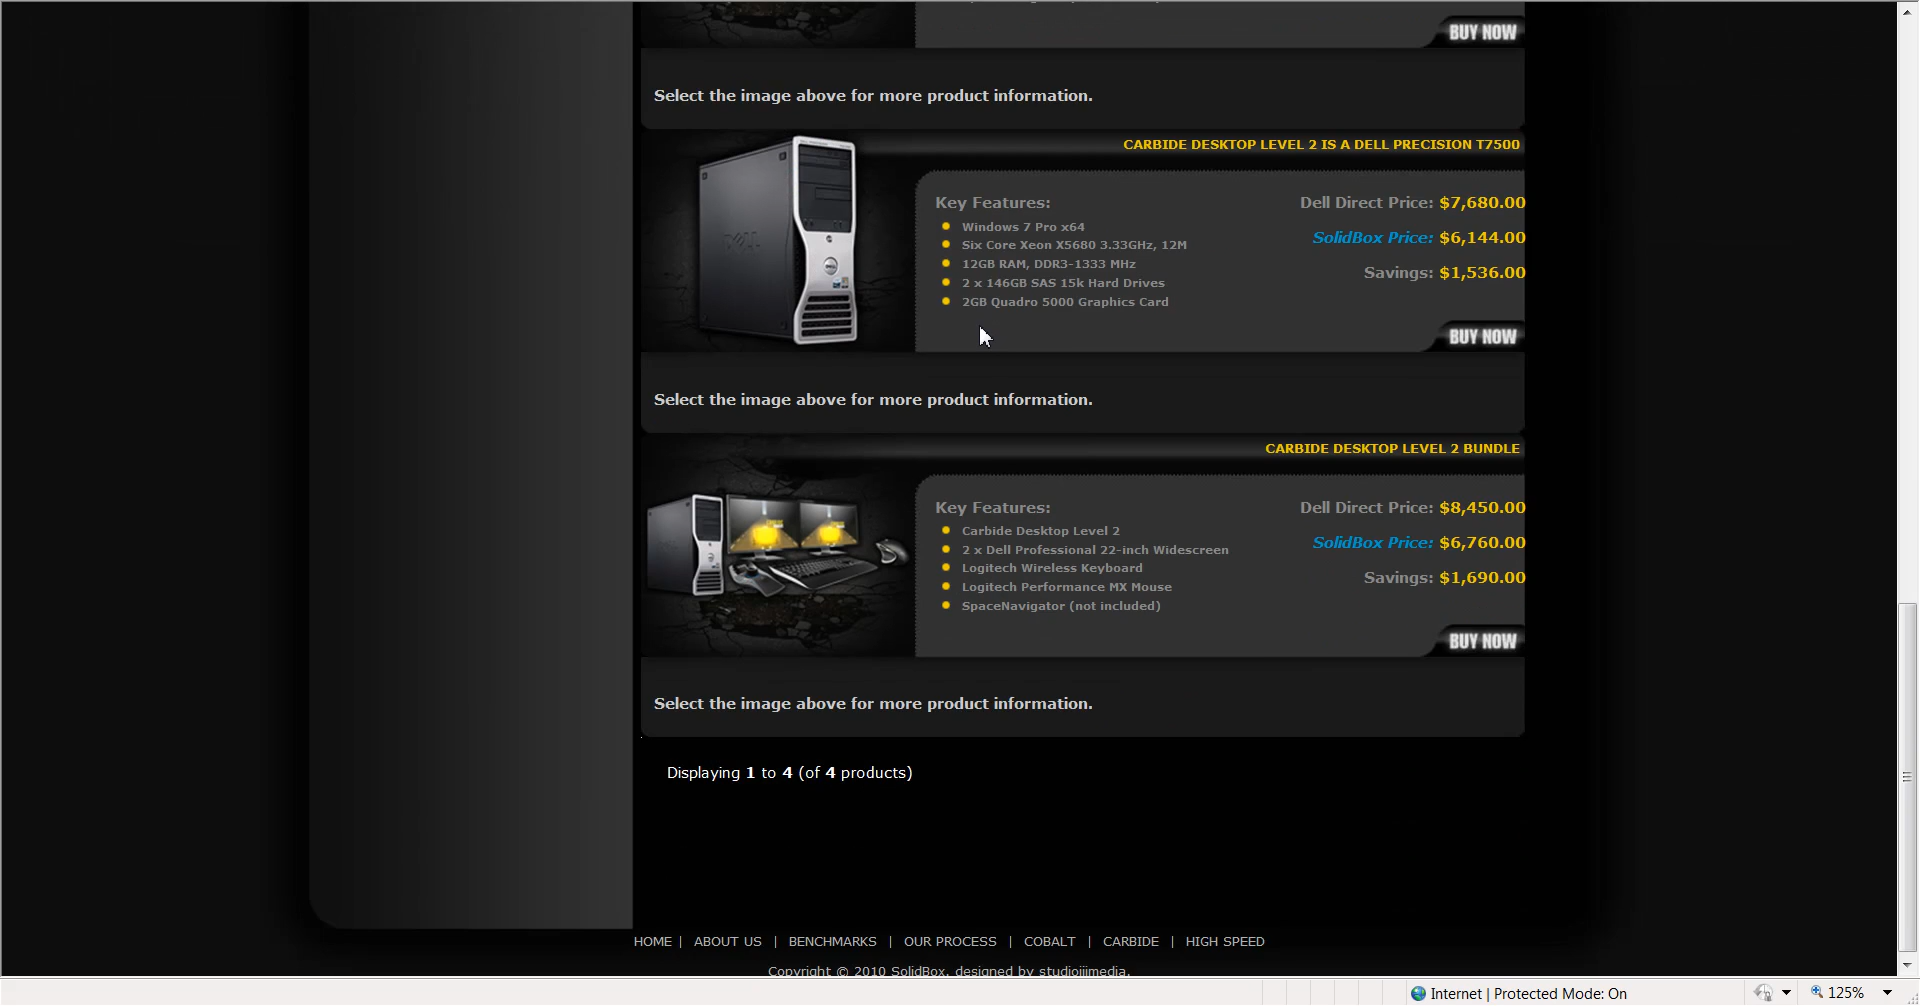 BUY NOW
Select the image above for more product information.
CARBIDE DESKTOP LEVEL 2 IS A DELL PRECISION T7500
Key Features:
Windows 7 Pro x64
Six Core Xeon X5680 3.33GHz, 12M
12GB RAM, DDR3-1333 MHz
2 x 146GB SAS 15k Hard Drives
2GB Quadro 5000 Graphics Card
Dell Direct Price: $7,680.00
SolidBox Price: $6,144.00
Savings: $1,536.00
DELL
BUY NOW
Select the image above for more product information.
CARBIDE DESKTOP LEVEL 2 BUNDLE
Key Features:
Carbide Desktop Level 2
2 x Dell Professional 22-inch Widescreen
Logitech Wireless Keyboard
Logitech Performance MX Mouse
SpaceNavigator (not included)
Dell Direct Price: $8,450.00
SolidBox Price: $6,760.00
Savings: $1,690.00
BUY NOW
Select the image above for more product information.
Displaying 1 to 4 (of 4 products)
HOME | ABOUT US | BENCHMARKS | OUR PROCESS | COBALT | CARBIDE | HIGH SPEED
Copyright © 2010 SolidBox. designed by studioiiimedia.
Internet | Protected Mode: On
125%